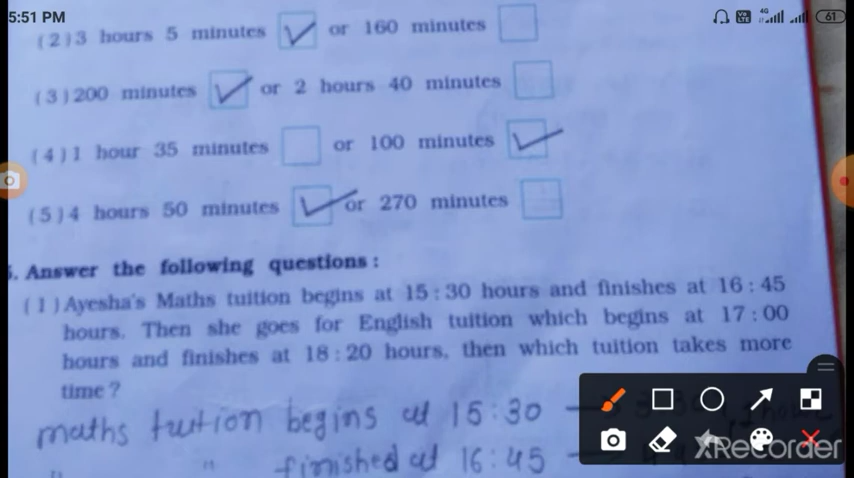 5:51 PM 4G 61
(2) 3 hours 5 minutes or 160 minutes
(3) 200 minutes or 2 hours 40 minutes
(4) 1 hour 35 minutes or 100 minutes
(5) 4 hours 50 minutes or 270 minutes
. Answer the following questions :
(1) Ayesha's Maths tuition begins at 15 : 30 hours and finishes at 16 : 45
hours. Then she goes for English tuition which begins at 17 : 00
hours and finishes at 18 : 20 hours, then which tuition takes more
time ?
maths tuition begins at 15:30
" " finished at 16:45
XRecorder